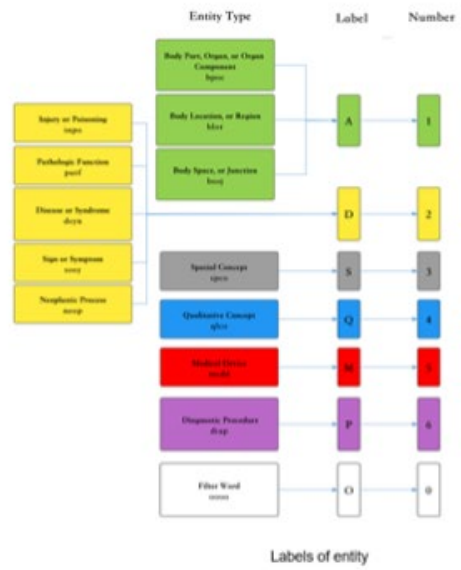 Entity Type Label Number
Body Part, Organ, or Organ
Component
bpoc
Body Location, or Region
blor
A 1
Body Space, or Junction
bsoj
Injury or Poisoning
inpo
Pathologic Function
patf
Disease or Syndrome
dsyn
D 2
Sign or Symptom
sosy
Neoplastic Process
neop
Spatial Concept
spco
S 3
Qualitative Concept
qlco
Q 4
Medical Device
medd
M 5
Diagnostic Procedure
diap
P 6
Filter Word
O 0
Labels of entity